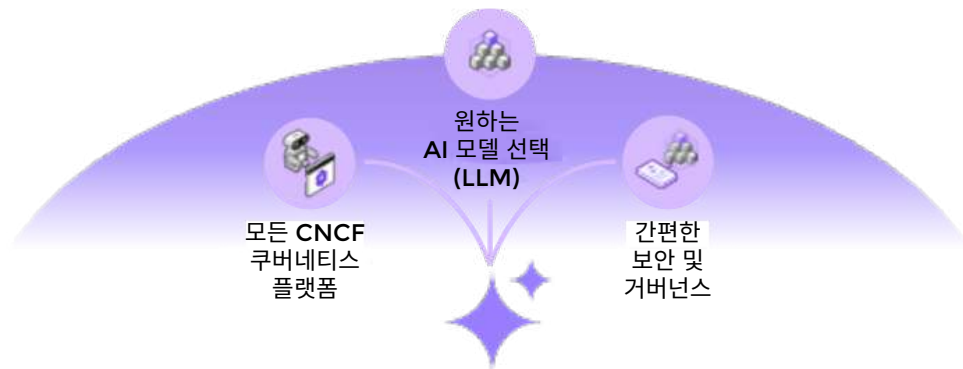 원하는
AI 모델 선택
(LLM)
모든 CNCF
쿠버네티스
플랫폼
간편한
보안 및
거버넌스